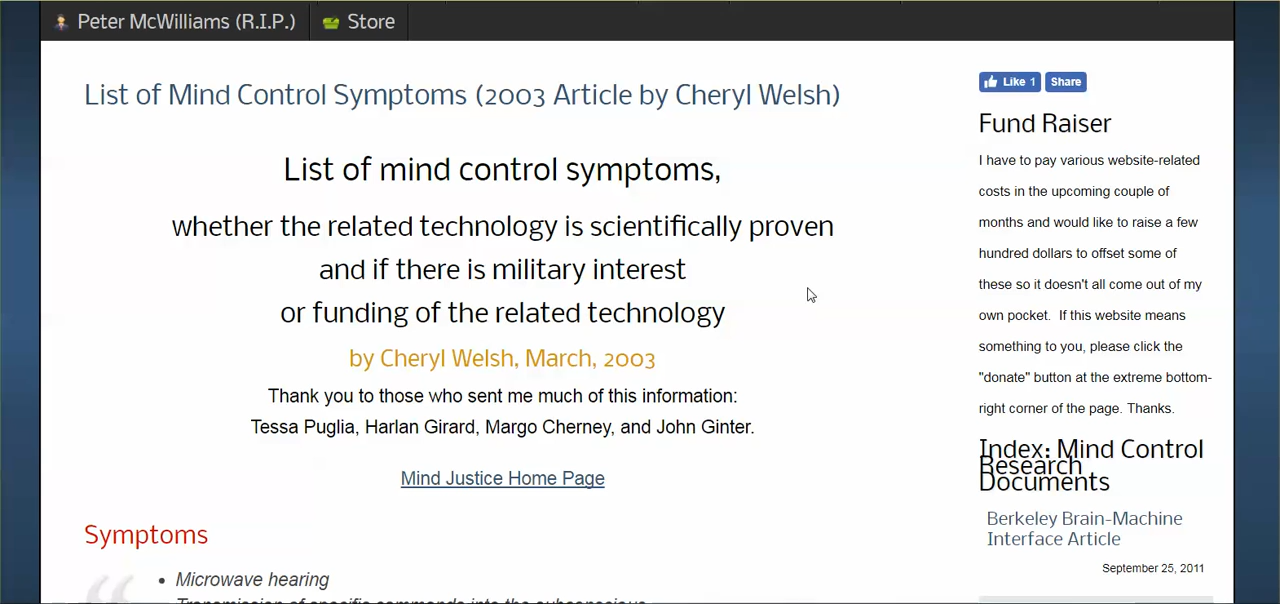 Peter McWilliams (R.I.P.) Store
List of Mind Control Symptoms (2003 Article by Cheryl Welsh)
List of mind control symptoms,
whether the related technology is scientifically proven
and if there is military interest
or funding of the related technology
by Cheryl Welsh, March, 2003
Thank you to those who sent me much of this information:
Tessa Puglia, Harlan Girard, Margo Cherney, and John Ginter.
Mind Justice Home Page
Symptoms
• Microwave hearing
Transmission of specific commands into the subconscious
Like 1 Share
Fund Raiser
I have to pay various website-related
costs in the upcoming couple of
months and would like to raise a few
hundred dollars to offset some of
these so it doesn't all come out of my
own pocket. If this website means
something to you, please click the
"donate" button at the extreme bottom-
right corner of the page. Thanks.
Index: Mind Control
Research
Documents
Berkeley Brain-Machine
Interface Article
September 25, 2011